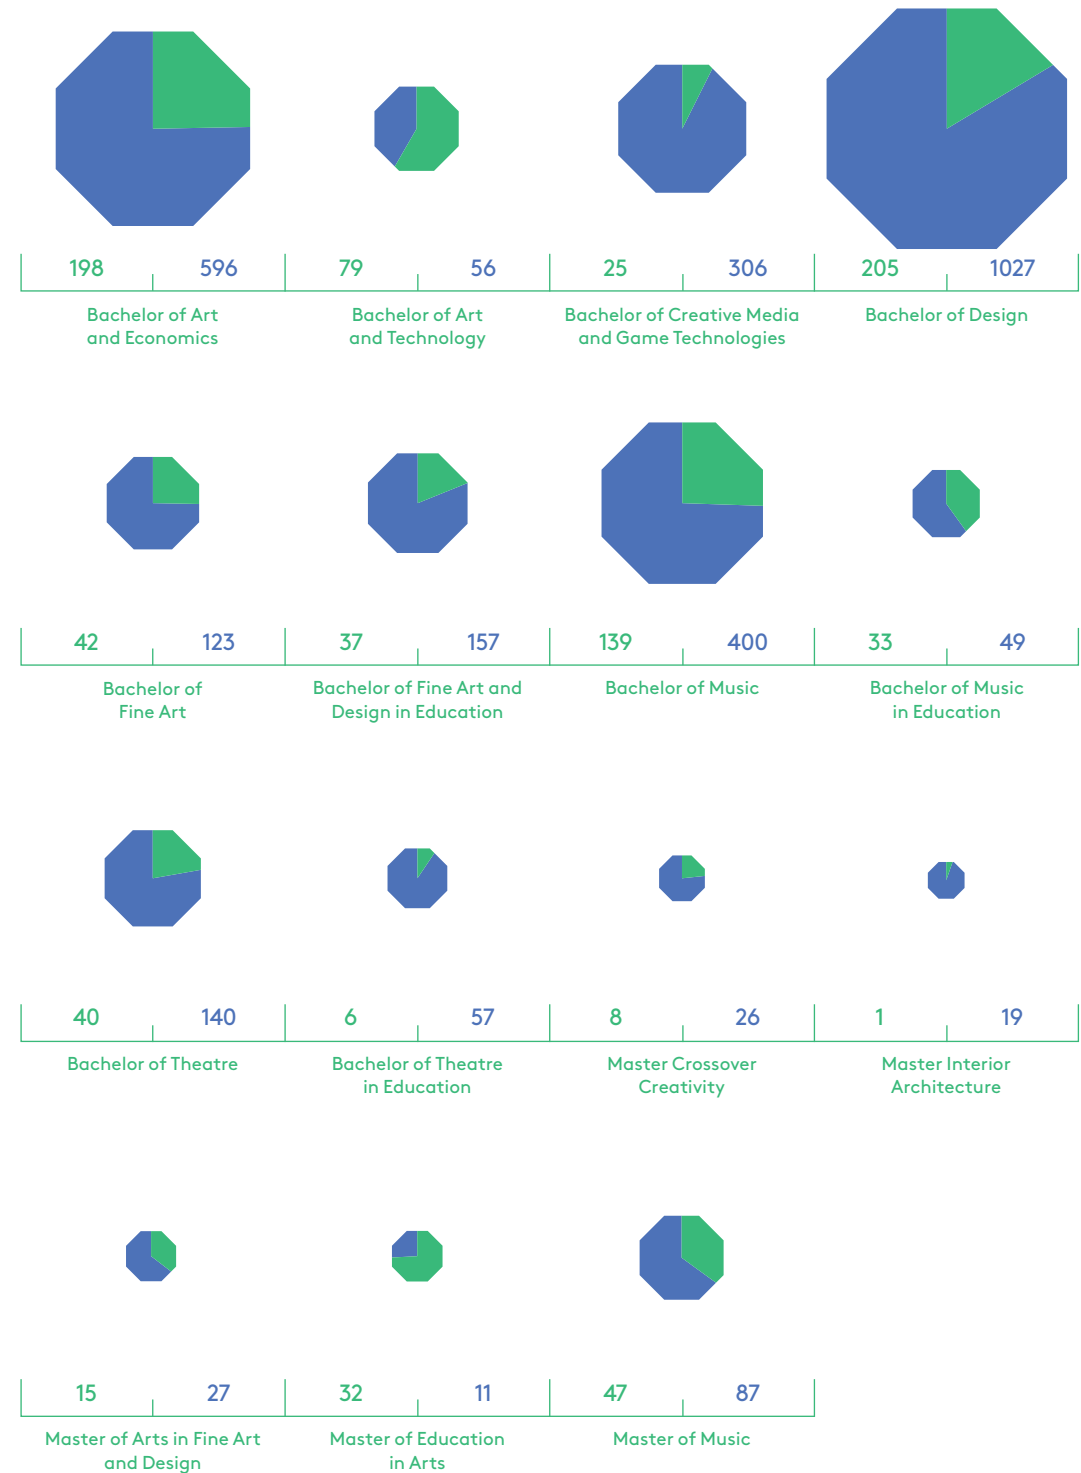 198 596 79 56 25 306 205 1027
Bachelor of Art
and Economics
Bachelor of Art
and Technology
Bachelor of Creative Media
and Game Technologies
Bachelor of Design
42 123 37 157 139 400 33 49
Bachelor of
Fine Art
Bachelor of Fine Art and
Design in Education
Bachelor of Music
Bachelor of Music
in Education
40 140 6 57 8 26 1 19
Bachelor of Theatre
Bachelor of Theatre
in Education
Master Crossover
Creativity
Master Interior
Architecture
15 27 32 11 47 87
Master of Arts in Fine Art
and Design
Master of Education
in Arts
Master of Music